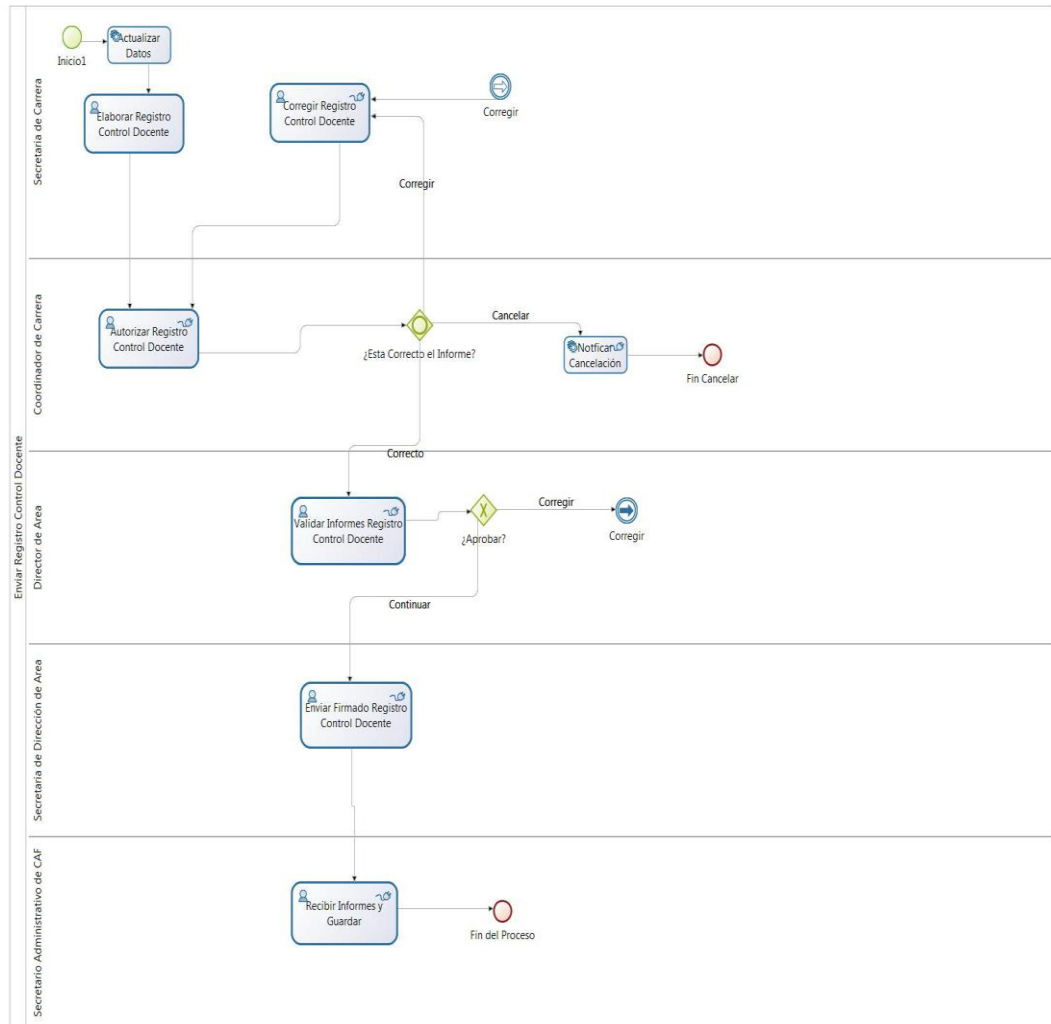 Enviar Registro Control Docente
Secretaria de Carrera
Inicio1
Actualizar
Datos
Elaborar Registro
Control Docente
Corregir Registro
Control Docente
Corregir
Corregir
Coordinador de Carrera
Autorizar Registro
Control Docente
¿Esta Correcto el Informe?
Cancelar
Notficar
Cancelación
Fin Cancelar
Correcto
Director de Area
Validar Informes Registro
Control Docente
¿Aprobar?
Corregir
Corregir
Continuar
Secretaria de Dirección de Area
Enviar Firmado Registro
Control Docente
Secretario Administrativo de CAF
Recibir Informes y
Guardar
Fin del Proceso